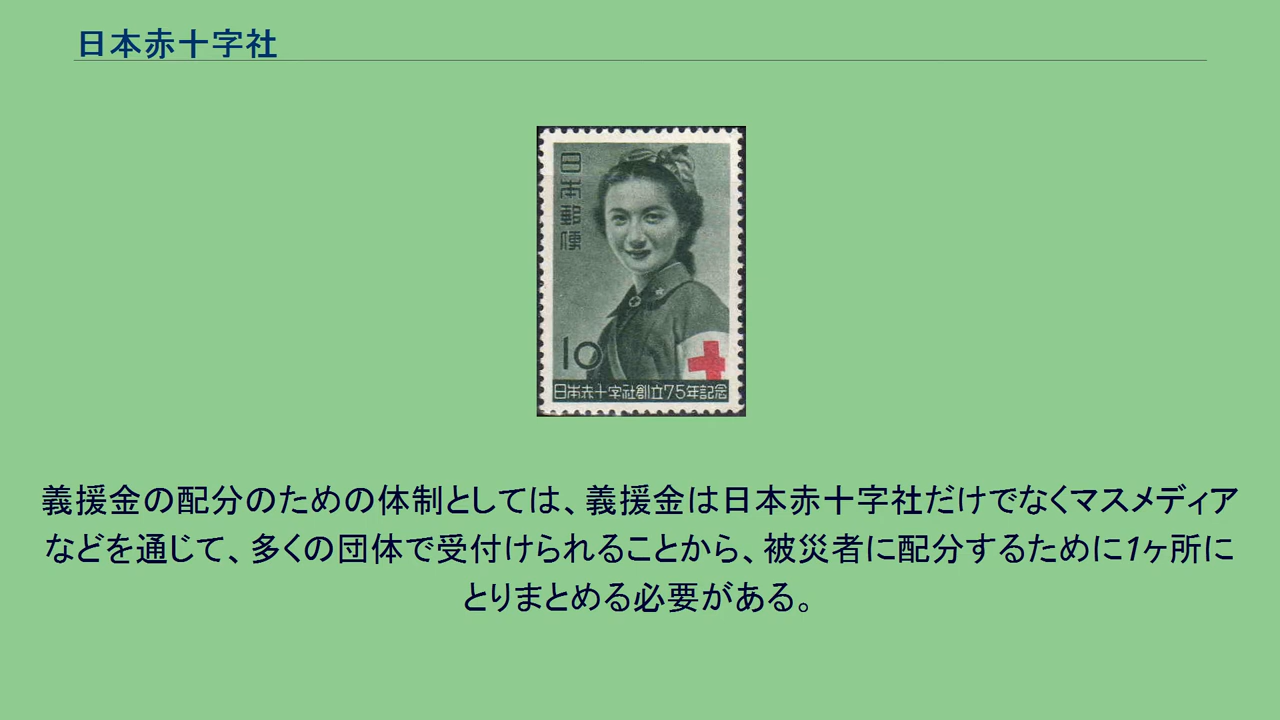 日本赤十字社
日本郵便
10
日本赤十字社創立75年記念
義援金の配分のための体制としては、義援金は日本赤十字社だけでなくマスメディア
などを通じて、多くの団体で受付けられることから、被災者に配分するために1ヶ所に
とりまとめる必要がある。